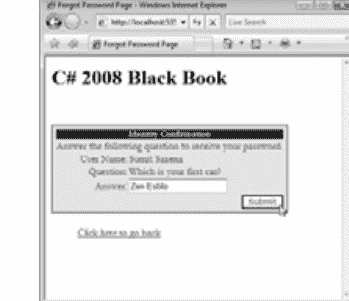 Forgot Password Page - Windows Internet Explorer
http://localhost:535
Live Search
Forgot Password Page
C# 2008 Black Book
Identity Confirmation
Answer the following question to receive your password.
User Name: Sumit Saxena
Question: Which is your first car?
Answer: Zen Estilo
Submit
Click here to go back